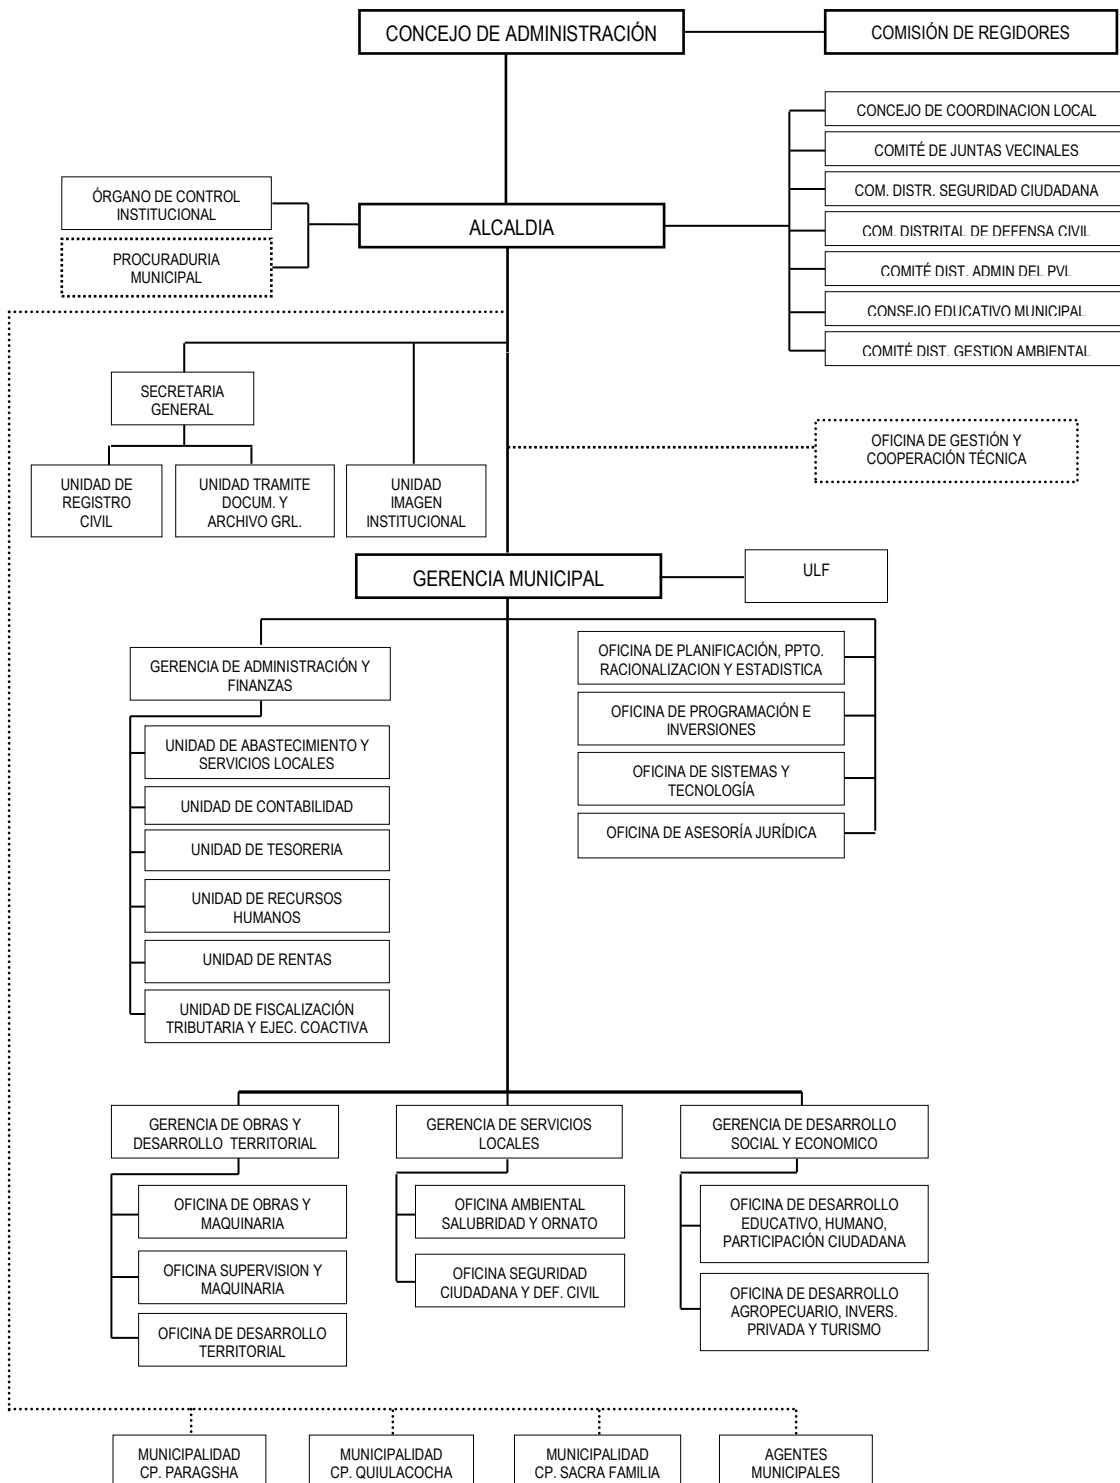 CONCEJO DE ADMINISTRACIÓN
COMISIÓN DE REGIDORES
CONCEJO DE COORDINACION LOCAL
COMITÉ DE JUNTAS VECINALES
COM. DISTR. SEGURIDAD CIUDADANA
COM. DISTRITAL DE DEFENSA CIVIL
COMITÉ DIST. ADMIN DEL PVL
CONSEJO EDUCATIVO MUNICIPAL
COMITÉ DIST. GESTION AMBIENTAL
ÓRGANO DE CONTROL
INSTITUCIONAL
PROCURADURIA
MUNICIPAL
ALCALDIA
SECRETARIA
GENERAL
UNIDAD DE
REGISTRO
CIVIL
UNIDAD TRAMITE
DOCUM. Y
ARCHIVO GRL.
UNIDAD
IMAGEN
INSTITUCIONAL
OFICINA DE GESTIÓN Y
COOPERACIÓN TÉCNICA
GERENCIA MUNICIPAL
ULF
GERENCIA DE ADMINISTRACIÓN Y
FINANZAS
UNIDAD DE ABASTECIMIENTO Y
SERVICIOS LOCALES
UNIDAD DE CONTABILIDAD
UNIDAD DE TESORERIA
UNIDAD DE RECURSOS
HUMANOS
UNIDAD DE RENTAS
UNIDAD DE FISCALIZACIÓN
TRIBUTARIA Y EJEC. COACTIVA
OFICINA DE PLANIFICACIÓN, PPTO.
RACIONALIZACION Y ESTADISTICA
OFICINA DE PROGRAMACIÓN E
INVERSIONES
OFICINA DE SISTEMAS Y
TECNOLOGÍA
OFICINA DE ASESORÍA JURÍDICA
GERENCIA DE OBRAS Y
DESARROLLO TERRITORIAL
OFICINA DE OBRAS Y
MAQUINARIA
OFICINA SUPERVISION Y
MAQUINARIA
OFICINA DE DESARROLLO
TERRITORIAL
GERENCIA DE SERVICIOS
LOCALES
OFICINA AMBIENTAL
SALUBRIDAD Y ORNATO
OFICINA SEGURIDAD
CIUDADANA Y DEF. CIVIL
GERENCIA DE DESARROLLO
SOCIAL Y ECONOMICO
OFICINA DE DESARROLLO
EDUCATIVO, HUMANO,
PARTICIPACIÓN CIUDADANA
OFICINA DE DESARROLLO
AGROPECUARIO, INVERS.
PRIVADA Y TURISMO
MUNICIPALIDAD
CP. PARAGSHA
MUNICIPALIDAD
CP. QUIULACOCHA
MUNICIPALIDAD
CP. SACRA FAMILIA
AGENTES
MUNICIPALES